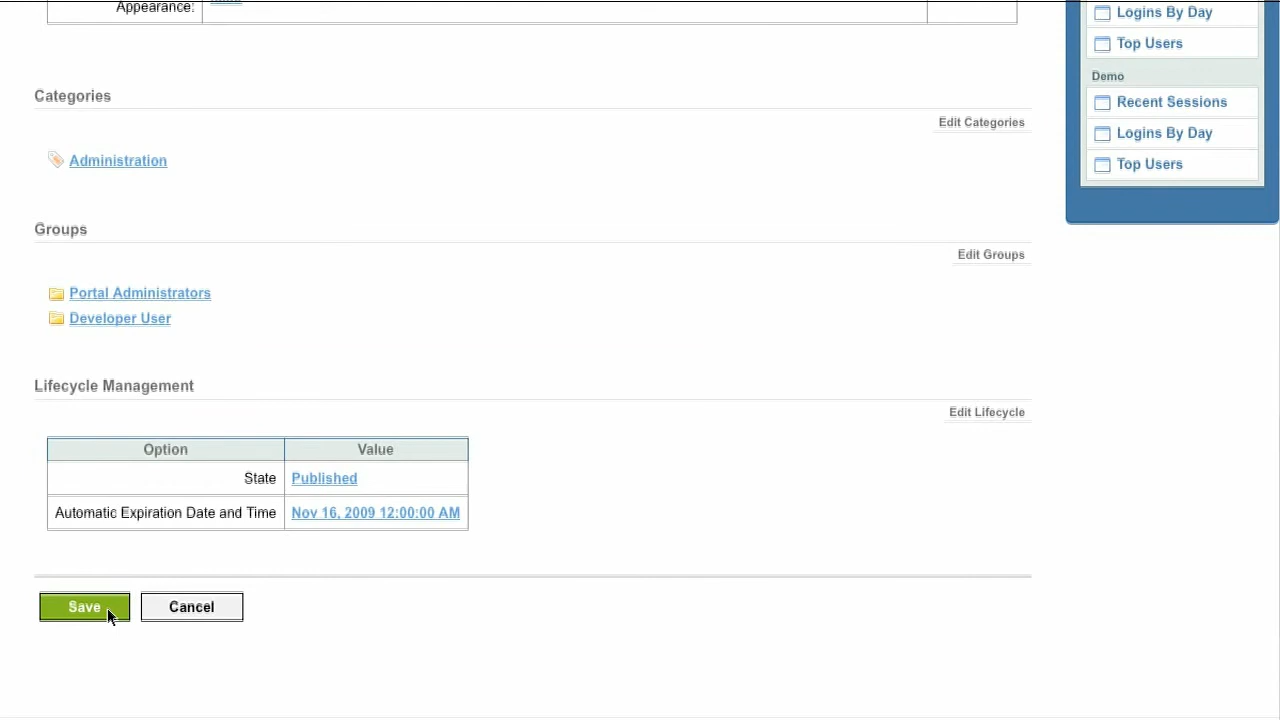 Appearance:
Logins By Day
Top Users
Demo
Recent Sessions
Logins By Day
Top Users
Categories
Edit Categories
Administration
Groups
Edit Groups
Portal Administrators
Developer User
Lifecycle Management
Edit Lifecycle
Option Value
State Published
Automatic Expiration Date and Time Nov 16, 2009 12:00:00 AM
Save Cancel